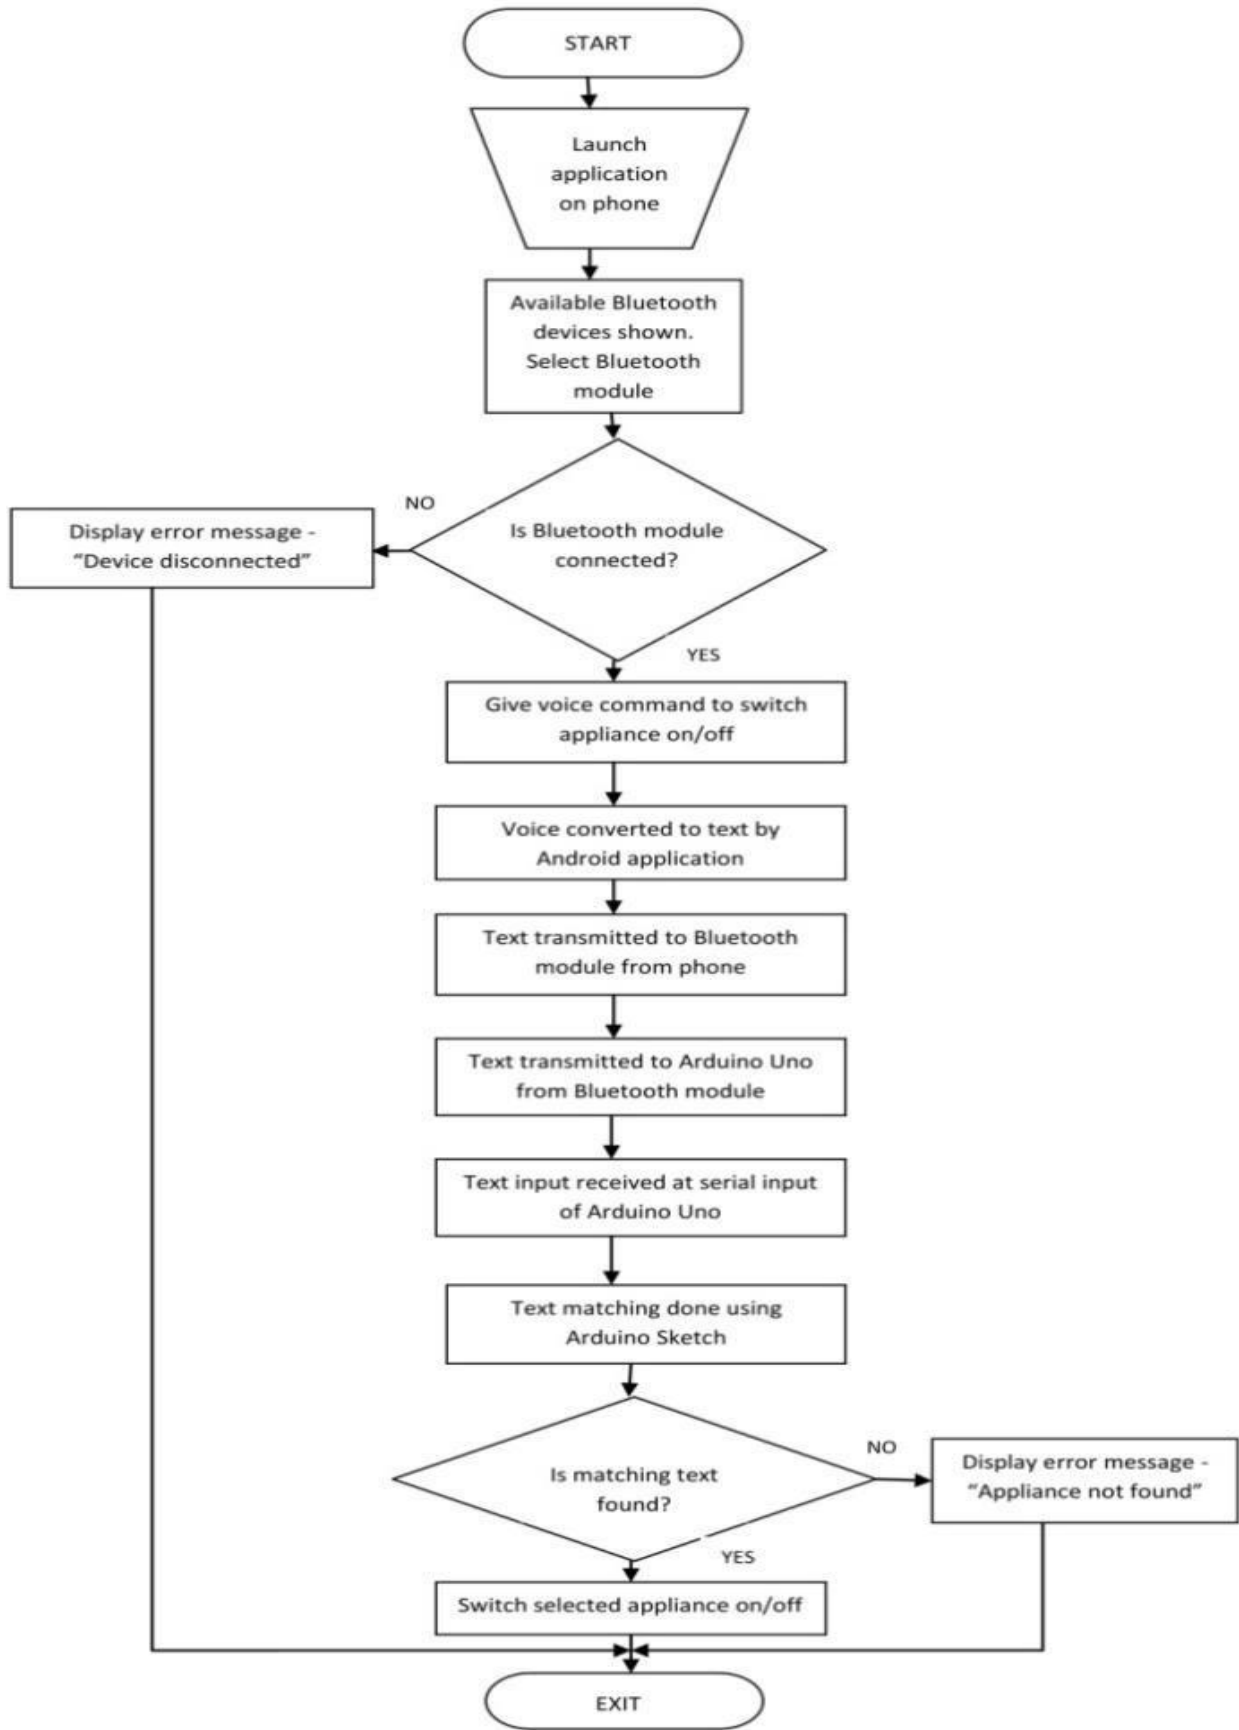 START
Launch
application
on phone
Available Bluetooth
devices shown.
Select Bluetooth
module
NO
Is Bluetooth module
connected?
Display error message -
“Device disconnected”
YES
Give voice command to switch
appliance on/off
Voice converted to text by
Android application
Text transmitted to Bluetooth
module from phone
Text transmitted to Arduino Uno
from Bluetooth module
Text input received at serial input
of Arduino Uno
Text matching done using
Arduino Sketch
Is matching text
found?
NO
Display error message -
“Appliance not found”
YES
Switch selected appliance on/off
EXIT